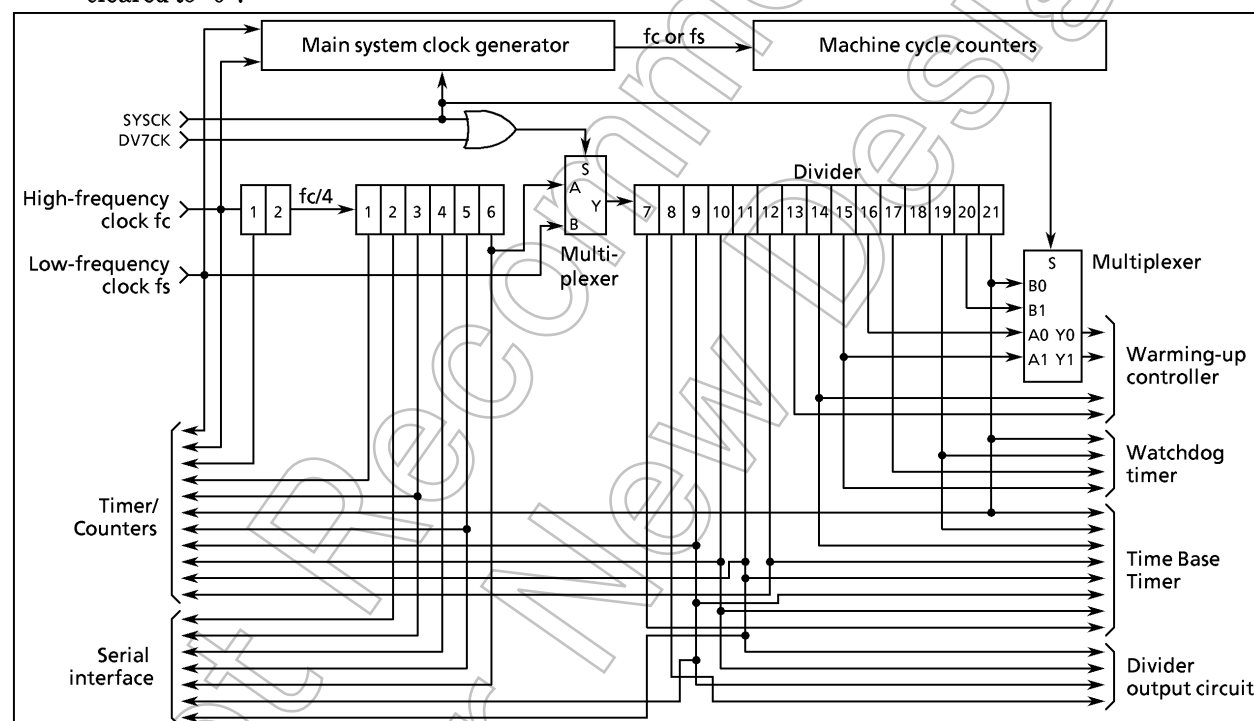 cleared to "0".
Main system clock generator
fc or fs
Machine cycle counters
SYSCK
DV7CK
High-frequency
clock fc
Low-frequency
clock fs
1 2
fc/4
1 2 3 4 5 6
S
A
Y
B
Multi-
plexer
Divider
7 8 9 10 11 12 13 14 15 16 17 18 19 20 21
S
B0
B1
A0 Y0
A1 Y1
Multiplexer
Warming-up
controller
Watchdog
timer
Timer/
Counters
Time Base
Timer
Serial
interface
Divider
output circuit
t Recomme
r New Desig